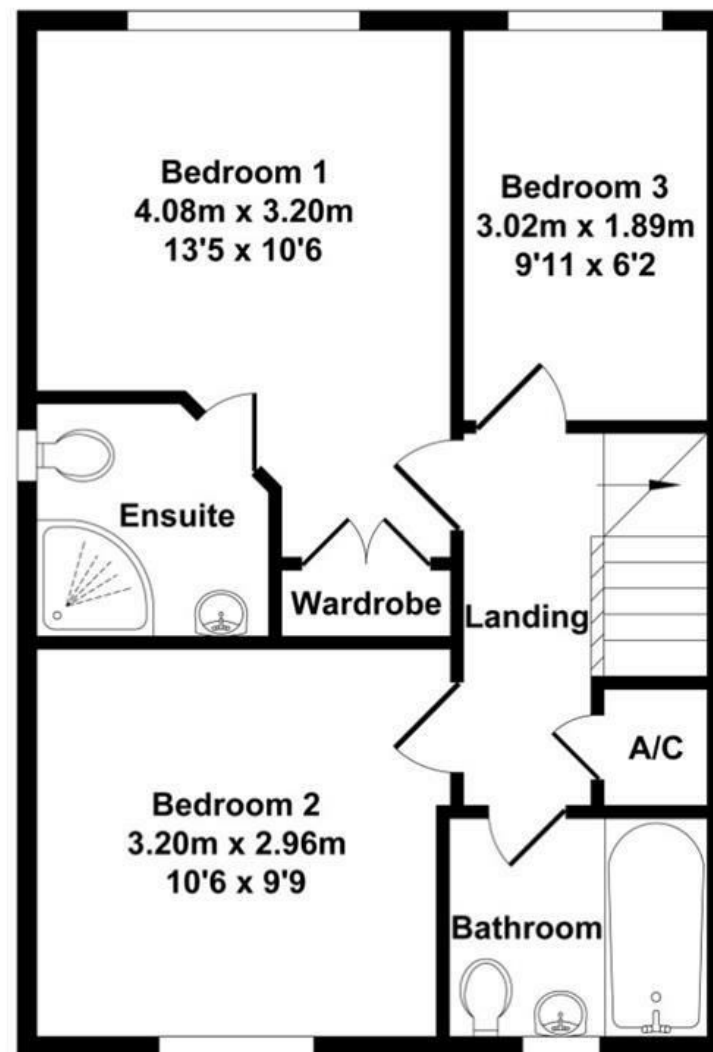 Bedroom 1
4.08m x 3.20m
13'5 x 10'6
Bedroom 3
3.02m x 1.89m
9'11 x 6'2
Ensuite
Wardrobe
Landing
A/C
Bedroom 2
3.20m x 2.96m
10'6 x 9'9
Bathroom